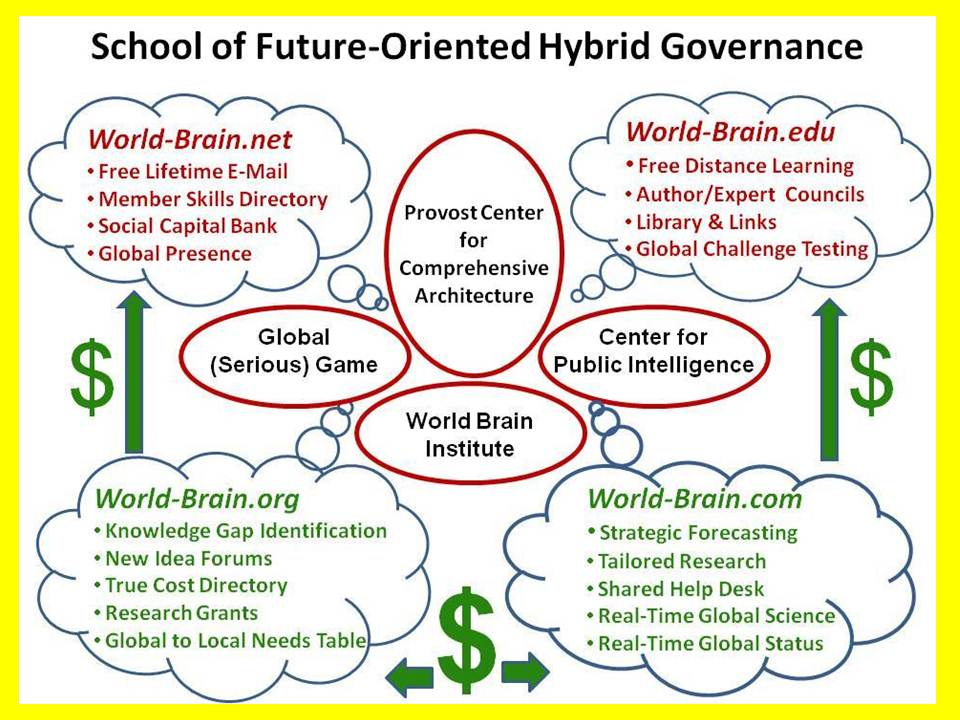 School of Future-Oriented Hybrid Governance
World-Brain.net
• Free Lifetime E-Mail
• Member Skills Directory
• Social Capital Bank
• Global Presence
Provost Center
for
Comprehensive
Architecture
World-Brain.edu
• Free Distance Learning
• Author/Expert Councils
• Library & Links
• Global Challenge Testing
$
Global
(Serious) Game
Center for
Public Intelligence
$
World Brain
Institute
World-Brain.org
• Knowledge Gap Identification
• New Idea Forums
• True Cost Directory
• Research Grants
• Global to Local Needs Table
$
World-Brain.com
• Strategic Forecasting
• Tailored Research
• Shared Help Desk
• Real-Time Global Science
• Real-Time Global Status